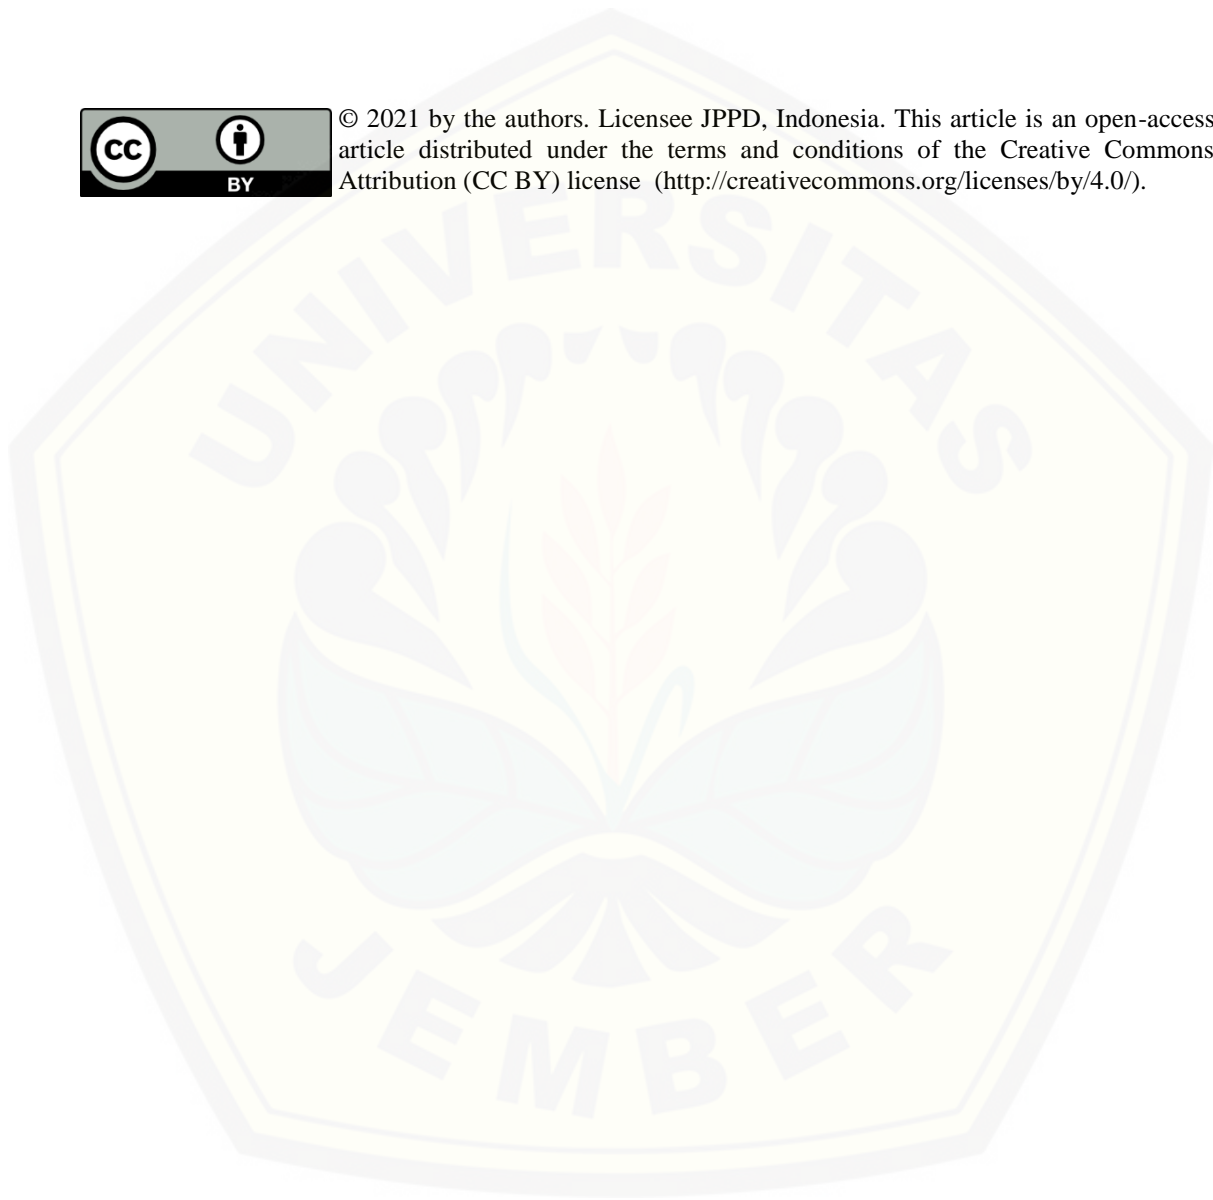 CC
BY
© 2021 by the authors. Licensee JPPD, Indonesia. This article is an open-access
article distributed under the terms and conditions of the Creative Commons
Attribution (CC BY) license (http://creativecommons.org/licenses/by/4.0/).
UNIVERSITAS
JEMBER